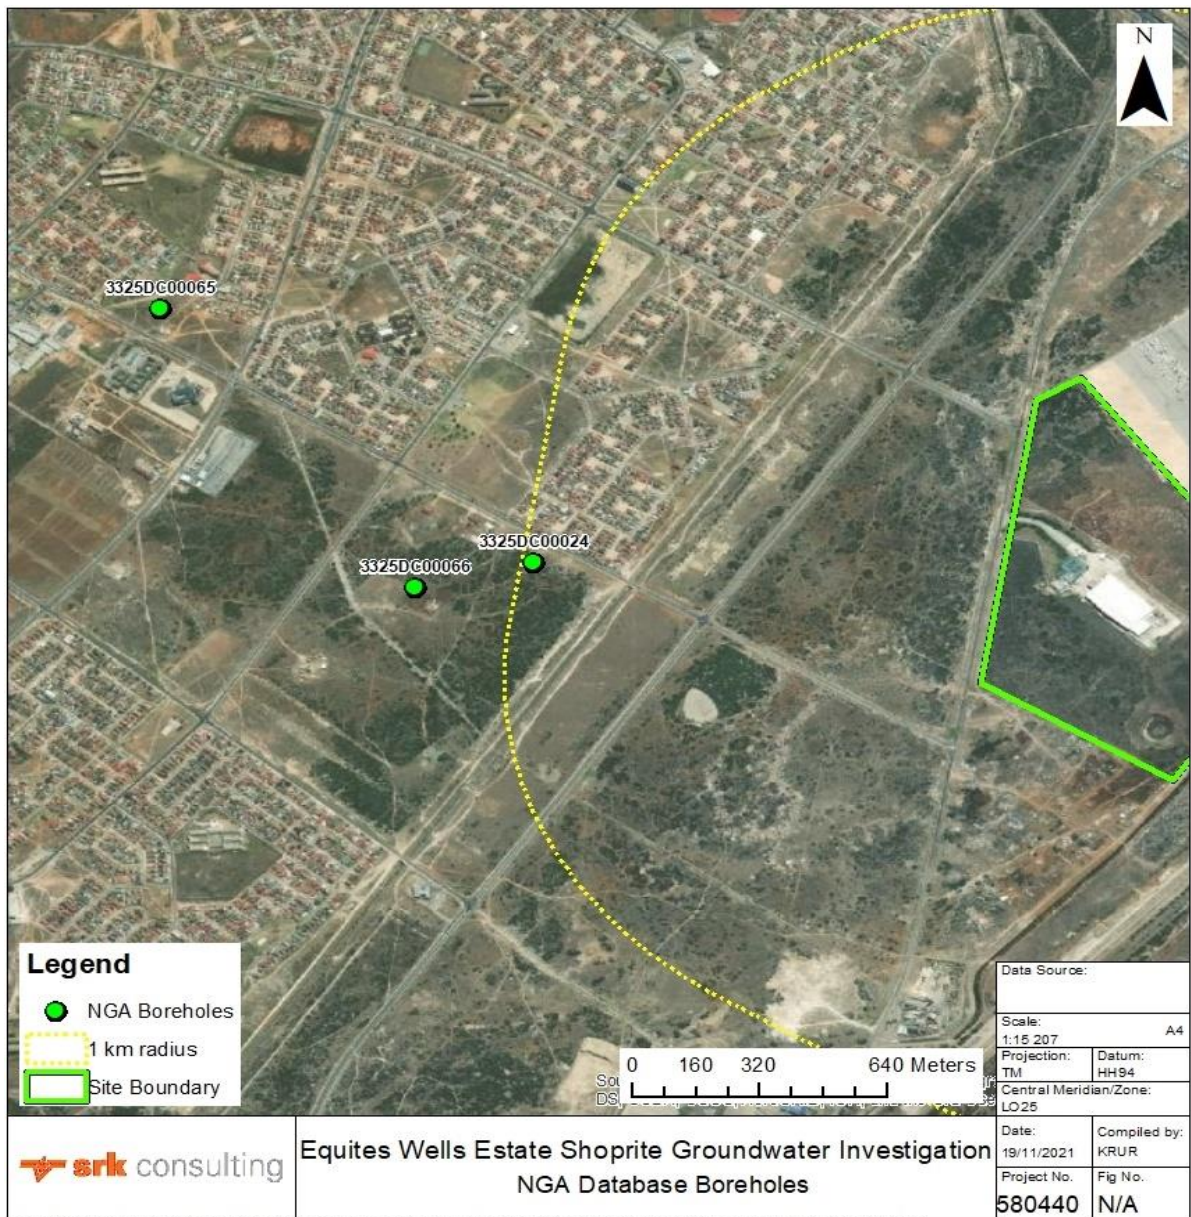 N
3325DC00065
3325DC00024
3325DC00066
Legend
NGA Boreholes
1 km radius
Site Boundary
0 160 320 640 Meters
Data Source:
Scale:
1:15 207
A4
Projection:
TM
Datum:
HH94
Central Meridian/Zone:
LO25
srk consulting
Equites Wells Estate Shoprite Groundwater Investigation
NGA Database Boreholes
Date:
19/11/2021
Compiled by:
KRUR
Project No.
580440
Fig No.
N/A